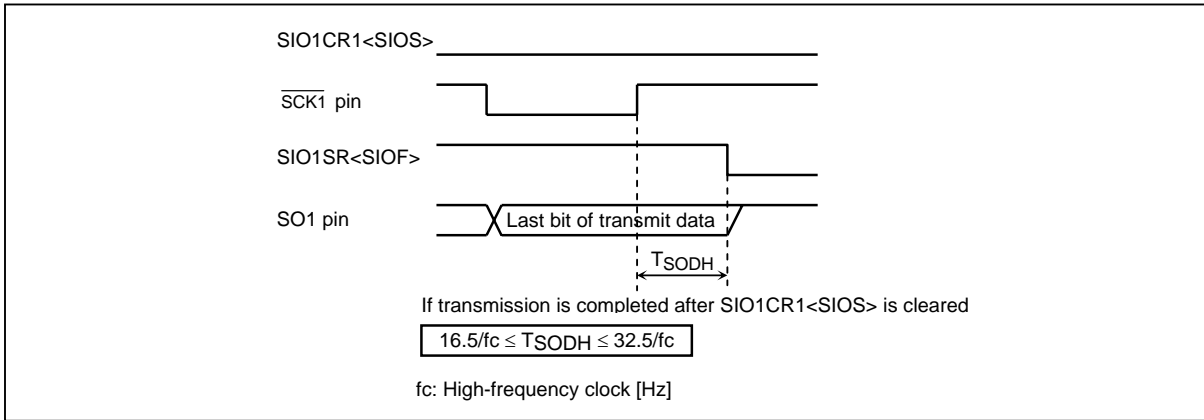 SIO1CR1<SIOS>
SCK1 pin
SIO1SR<SIOF>
SO1 pin
Last bit of transmit data
TSODH
If transmission is completed after SIO1CR1<SIOS> is cleared
16.5/fc ≤ TSODH ≤ 32.5/fc
fc: High-frequency clock [Hz]